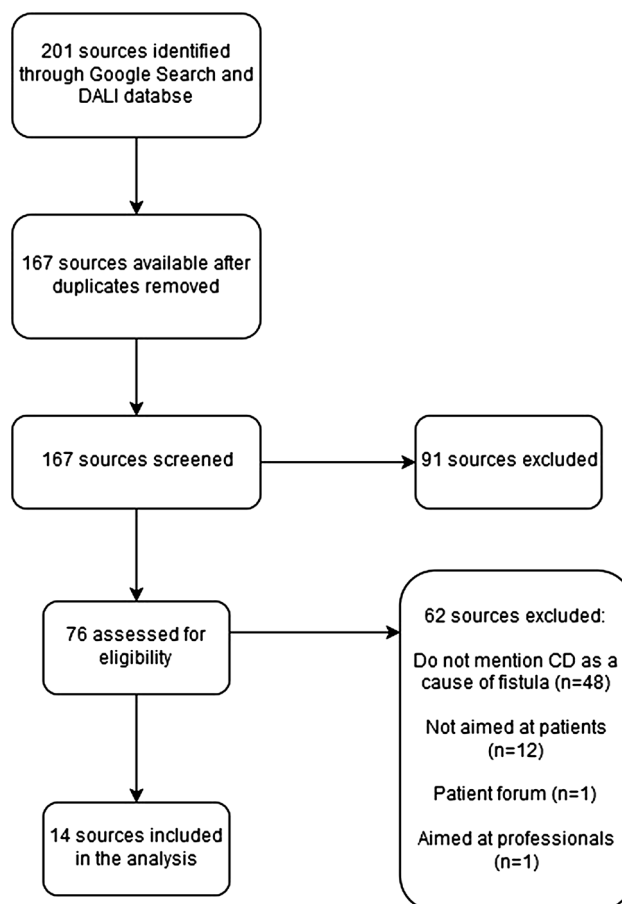 201 sources identified
through Google Search and
DALI databse
167 sources available after
duplicates removed
167 sources screened
91 sources excluded
76 assessed for
eligibility
62 sources excluded:
Do not mention CD as a
cause of fistula (n=48)
Not aimed at patients
(n=12)
Patient forum (n=1)
Aimed at professionals
(n=1)
14 sources included
in the analysis